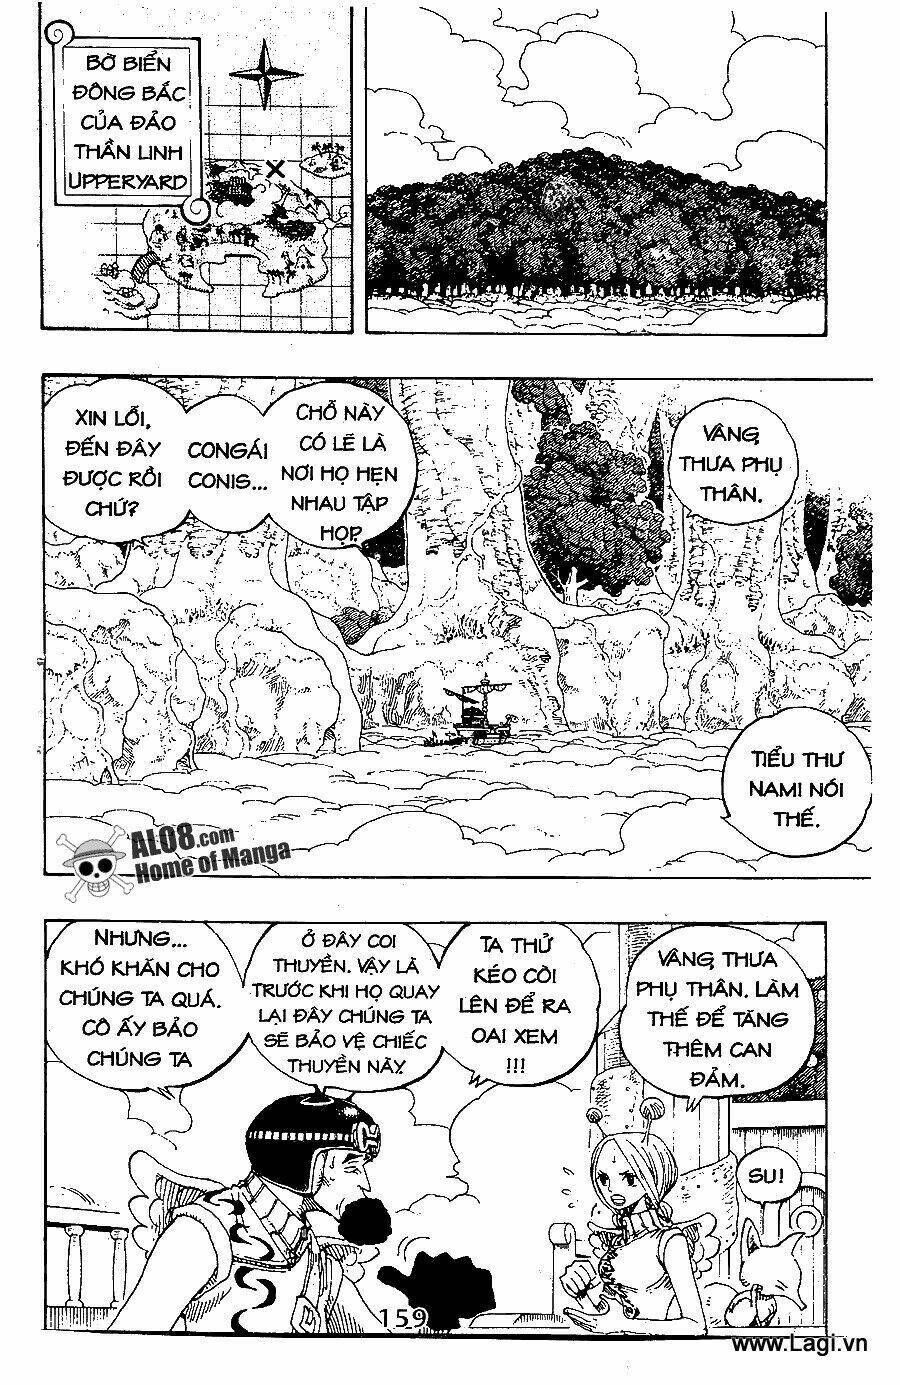 BỜ BIỂN
ĐÔNG BẮC
CỦA ĐẢO
THẦN LINH
UPPERYARD
XIN LỖI,
ĐẾN ĐÂY
ĐƯỢC RỒI
CHỨ?
CONGÁI
CONIS...
CHỖ NÀY
CÓ LẼ LÀ
NƠI HỌ HẸN
NHAU TẬP
HỌP.
VÂNG,
THƯA PHỤ
THÂN.
TIỂU THƯ
NAMI NÓI
THẾ.
ALO8.com
Home of Manga
NHƯNG...
KHÓ KHĂN CHO
CHÚNG TA QUÁ.
CÔ ẤY BẢO
CHÚNG TA
Ở ĐÂY COI
THUYỀN. VẬY LÀ
TRƯỚC KHI HỌ QUAY
LẠI ĐÂY CHÚNG TA
SẼ BẢO VỆ CHIẾC
THUYỀN NÀY.
TA THỬ
KÉO CÒI
LÊN ĐỂ RA
OAI XEM
!!!
VÂNG, THƯA
PHỤ THÂN. LÀM
THẾ ĐỂ TĂNG
THÊM CAN
ĐẢM.
SU!
159
www.Lagi.vn